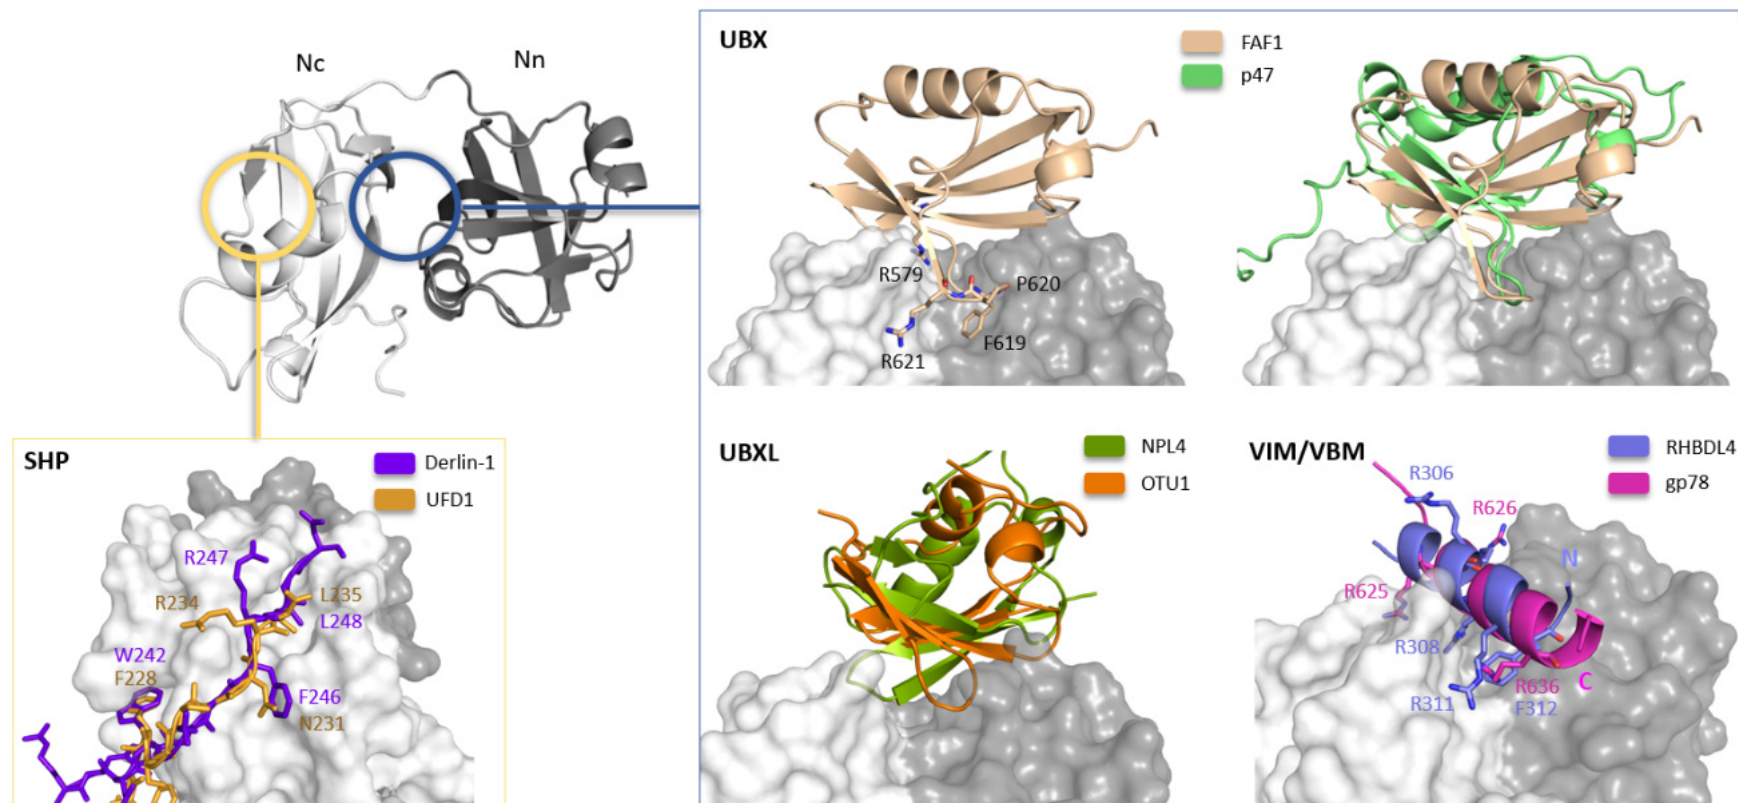 Nc
Nn
UBX
FAF1
p47
R579
P620
F619
R621
SHP
Derlin-1
UFD1
R247
R234
L235
L248
W242
F228
F246
N231
UBXL
NPL4
OTU1
VIM/VBM
RHBDL4
gp78
R306
R626
N
R625
R308
R636
C
R311
F312